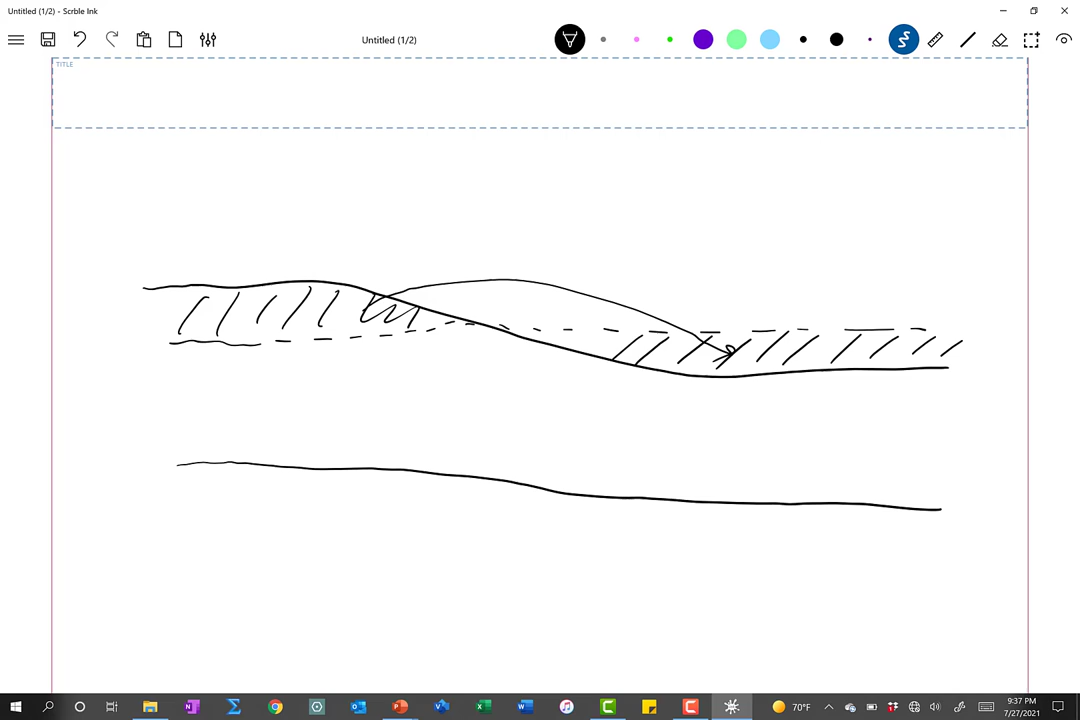 Untitled (1/2) - Scrble Ink
Untitled (1/2)
TITLE
70°F
9:37 PM
7/27/2021